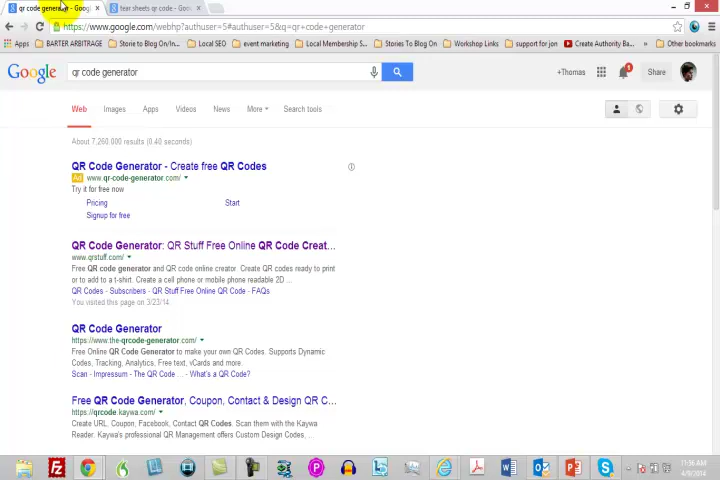 qr code generator - Googl
tear sheets qr code - Goo
https://www.google.com/webhp?authuser=5#authuser=5&q=qr+code+generator
Apps BARTER ARBITRAGE Storie to Blog On/In... Local SEO event marketing Local Membership S... Stories To Blog On Workshop Links support for jon Create Authority Ba... » Other bookmarks
Google qr code generator +Thomas 1 Share
Web Images Apps Videos News More Search tools
About 7,260,000 results (0.40 seconds)
QR Code Generator - Create free QR Codes
Ad www.qr-code-generator.com/
Try it for free now
Pricing Start
Signup for free
QR Code Generator: QR Stuff Free Online QR Code Creat...
www.qrstuff.com/
Free QR code generator and QR code online creator. Create QR codes ready to print
or to add to a t-shirt. Create a cell phone or mobile phone readable 2D ...
QR Codes - Subscribers - QR Stuff Free Online QR Code - FAQs
You visited this page on 3/23/14.
QR Code Generator
https://www.the-qrcode-generator.com/
Free Online QR Code Generator to make your own QR Codes. Supports Dynamic
Codes, Tracking, Analytics, Free text, vCards and more.
Scan - Impressum - The QR Code ... - What's a QR Code?
Free QR Code Generator, Coupon, Contact & Design QR C...
https://qrcode.kaywa.com/
Create URL, Coupon, Facebook, Contact QR Codes. Scan them with the Kaywa
Reader. Kaywa's professional QR Management offers Custom Design Codes, ...
11:36 AM
4/9/2014